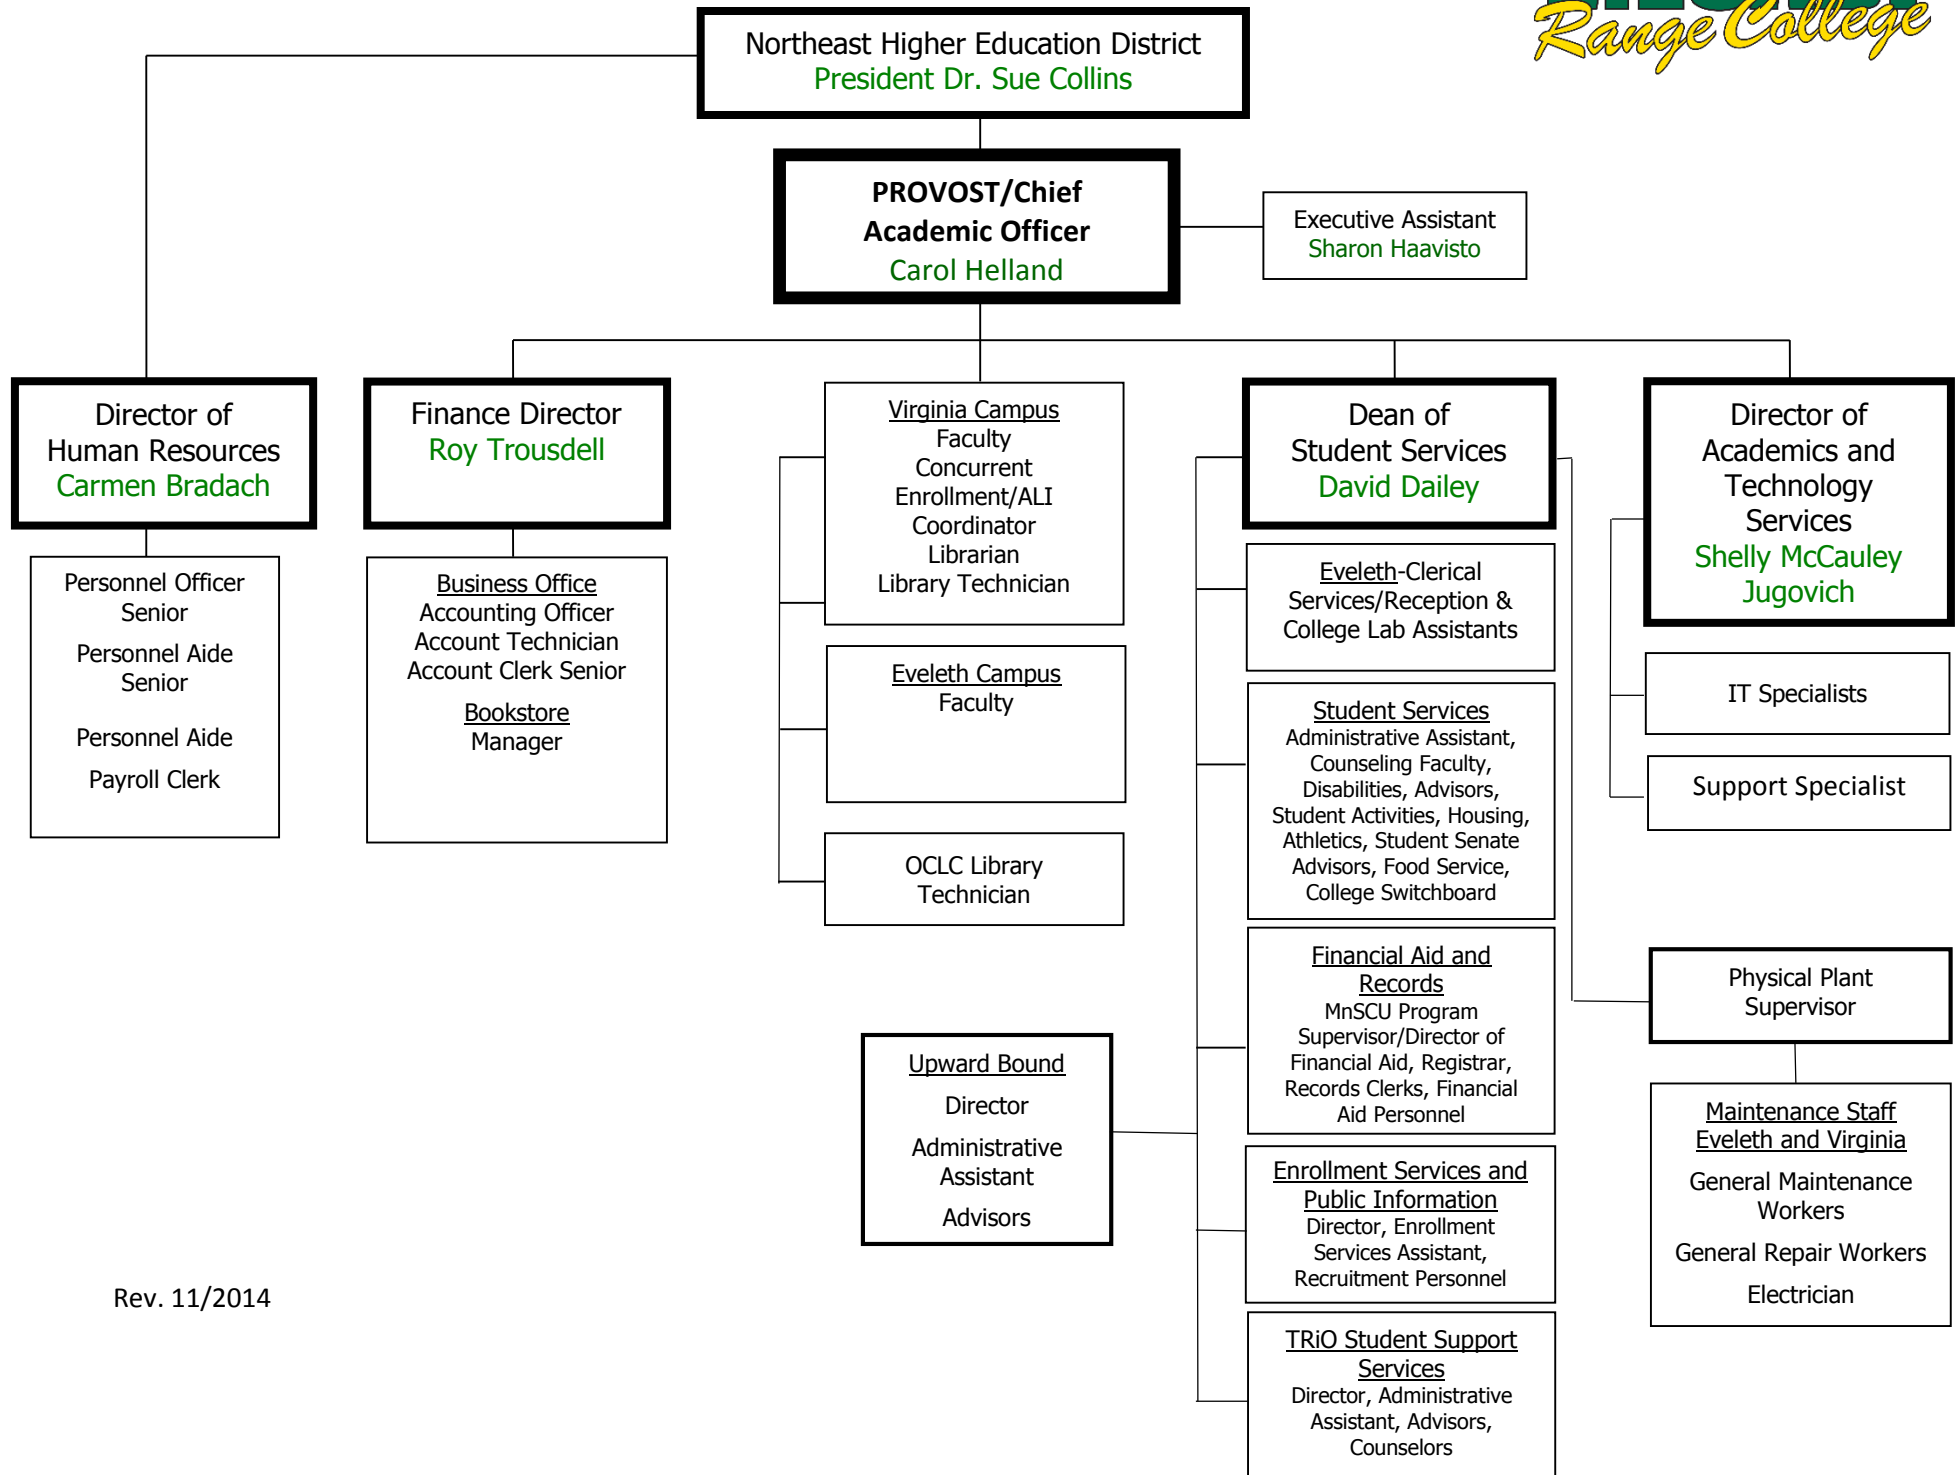 Range College
Northeast Higher Education District
President Dr. Sue Collins
PROVOST/Chief
Academic Officer
Carol Helland
Executive Assistant
Sharon Haavisto
Director of
Human Resources
Carmen Bradach
Finance Director
Roy Trousdell
Virginia Campus
Faculty
Concurrent
Enrollment/ALI
Coordinator
Librarian
Library Technician
Dean of
Student Services
David Dailey
Director of
Academics and
Technology
Services
Shelly McCauley
Jugovich
Personnel Officer
Senior
Personnel Aide
Senior
Personnel Aide
Payroll Clerk
Business Office
Accounting Officer
Account Technician
Account Clerk Senior
Bookstore
Manager
Eveleth Campus
Faculty
OCLC Library
Technician
Eveleth-Clerical
Services/Reception &
College Lab Assistants
Student Services
Administrative Assistant,
Counseling Faculty,
Disabilities, Advisors,
Student Activities, Housing,
Athletics, Student Senate
Advisors, Food Service,
College Switchboard
Financial Aid and
Records
MnSCU Program
Supervisor/Director of
Financial Aid, Registrar,
Records Clerks, Financial
Aid Personnel
Enrollment Services and
Public Information
Director, Enrollment
Services Assistant,
Recruitment Personnel
TRiO Student Support
Services
Director, Administrative
Assistant, Advisors,
Counselors
Upward Bound
Director
Administrative
Assistant
Advisors
IT Specialists
Support Specialist
Physical Plant
Supervisor
Maintenance Staff
Eveleth and Virginia
General Maintenance
Workers
General Repair Workers
Electrician
Rev. 11/2014